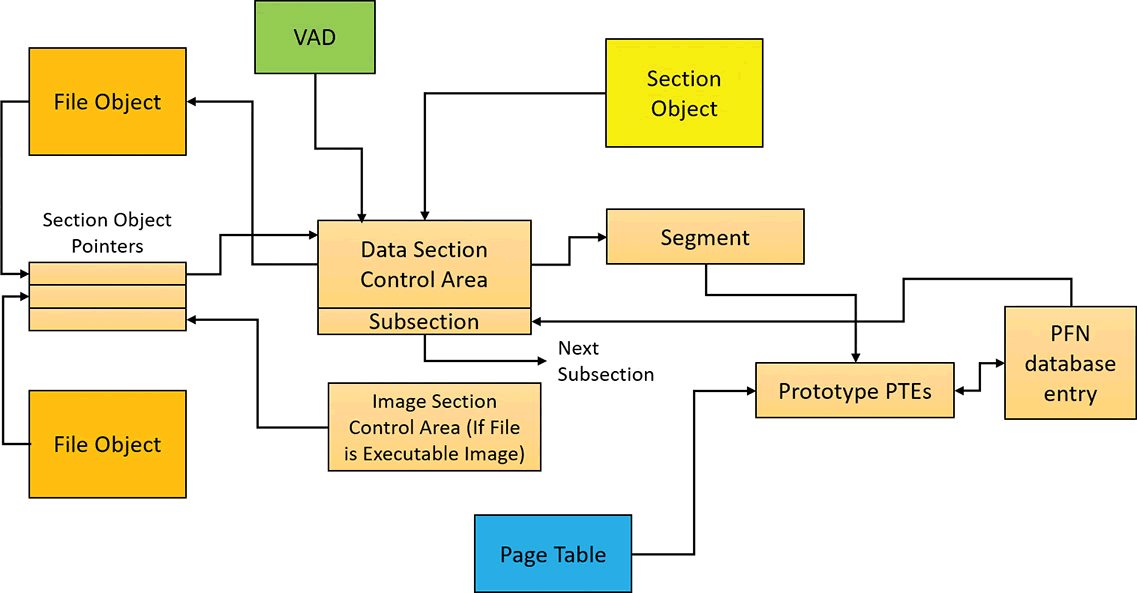 VAD
File Object
Section
Object
Section Object
Pointers
Data Section
Control Area
Segment
Subsection
Next
Subsection
PFN
database
entry
Prototype PTEs
Image Section
Control Area (If File
is Executable Image)
File Object
Page Table